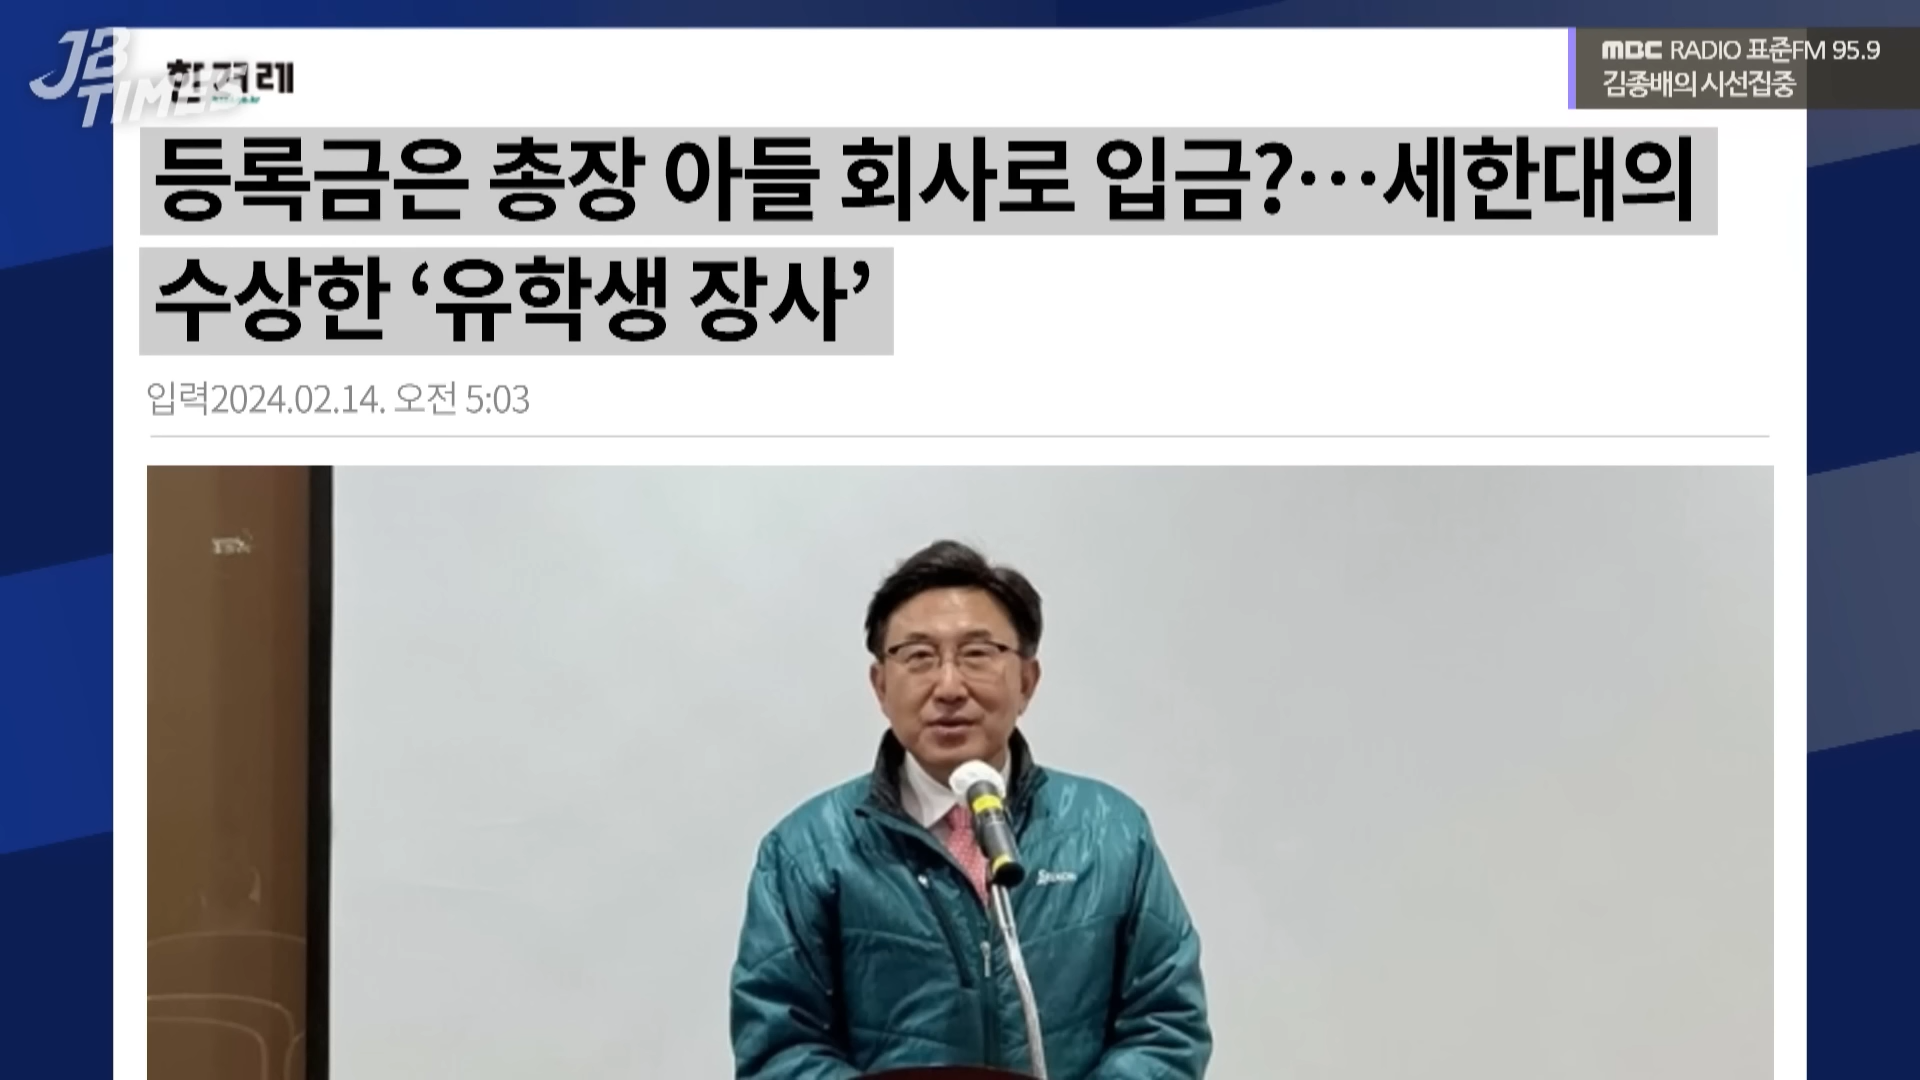 JB
TIMES
한겨레
MBC RADIO 표준FM 95.9
김종배의 시선집중
등록금은 총장 아들 회사로 입금?…세한대의
수상한 ‘유학생 장사’
입력2024.02.14. 오전 5:03
SRIXON